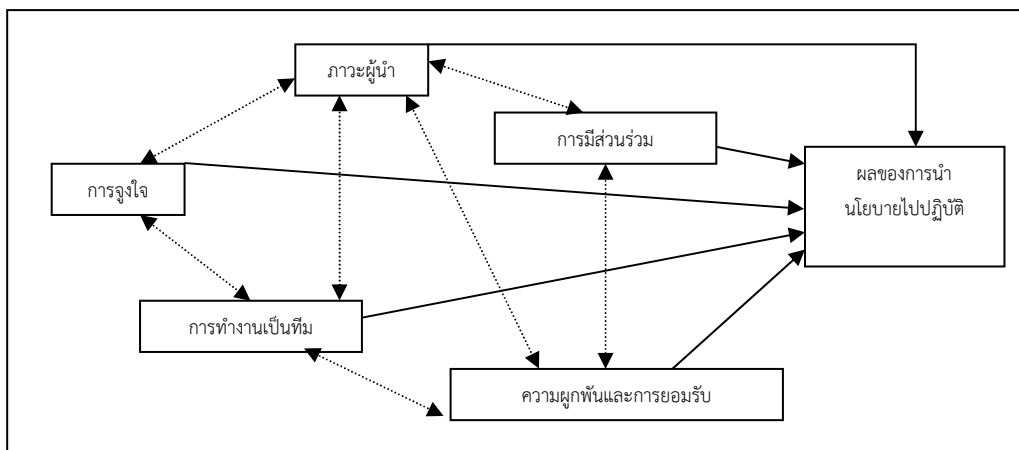 ภาวะผู้นำ
การมีส่วนร่วม
การจูงใจ
ผลของการนำ
นโยบายไปปฏิบัติ
การทำงานเป็นทีม
ความผูกพันและการยอมรับ